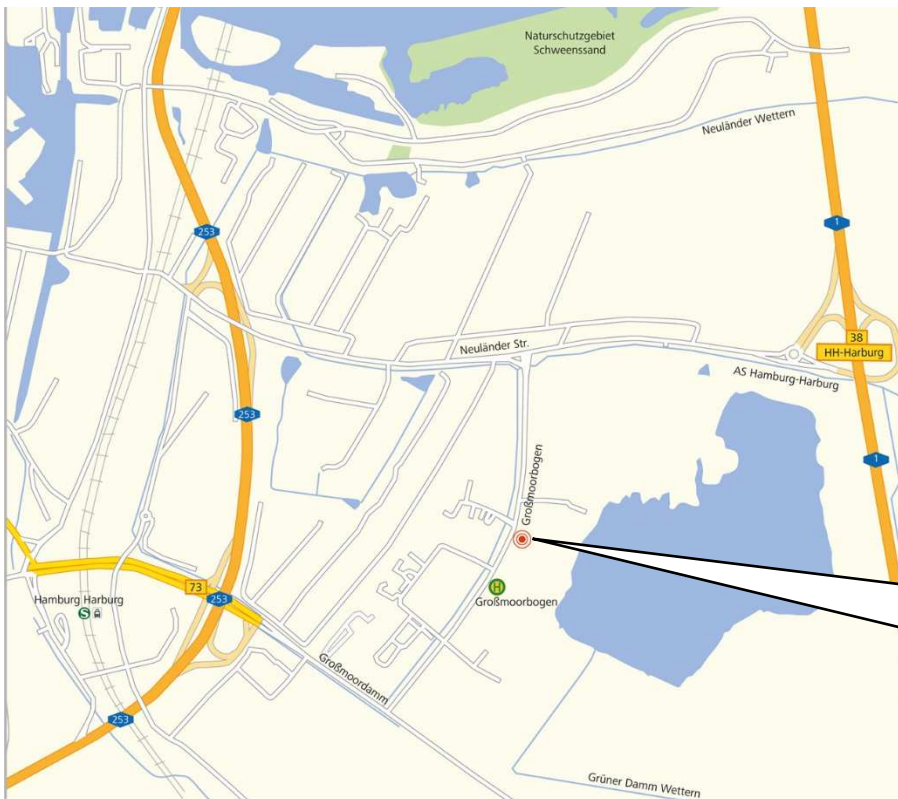 Naturschutzgebiet
Schweenssand
Neuländer Wettern
253
1
Neuländer Str.
38
HH-Harburg
AS Hamburg-Harburg
253
1
Großmoorbogen
73
253
H
Großmoorbogen
Hamburg Harburg
S
Großmoordamm
253
Grüner Damm Wettern